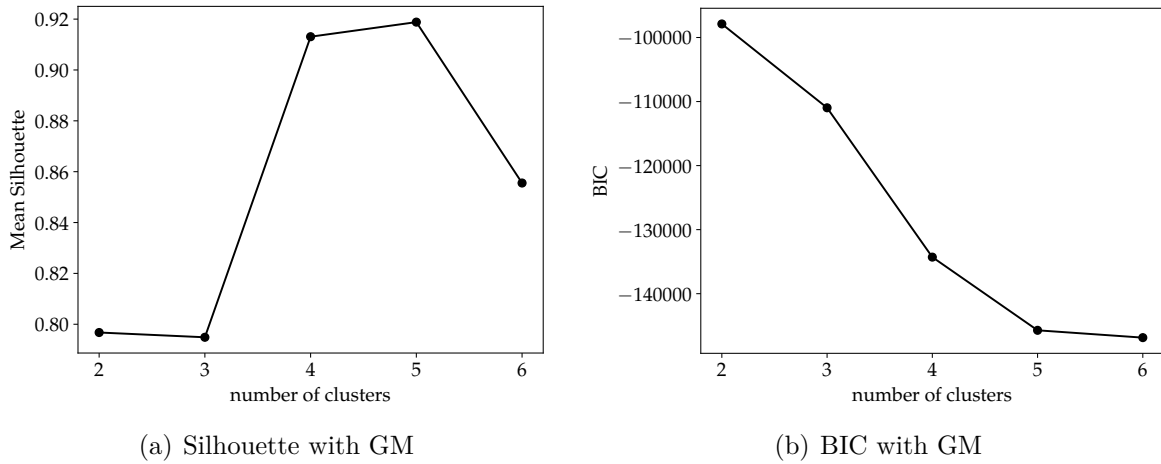 0.92
0.90
0.88
0.86
0.84
0.82
0.80
Mean Silhouette
2 3 4 5 6
number of clusters
(a) Silhouette with GM
−100000
−110000
−120000
−130000
−140000
BIC
2 3 4 5 6
number of clusters
(b) BIC with GM